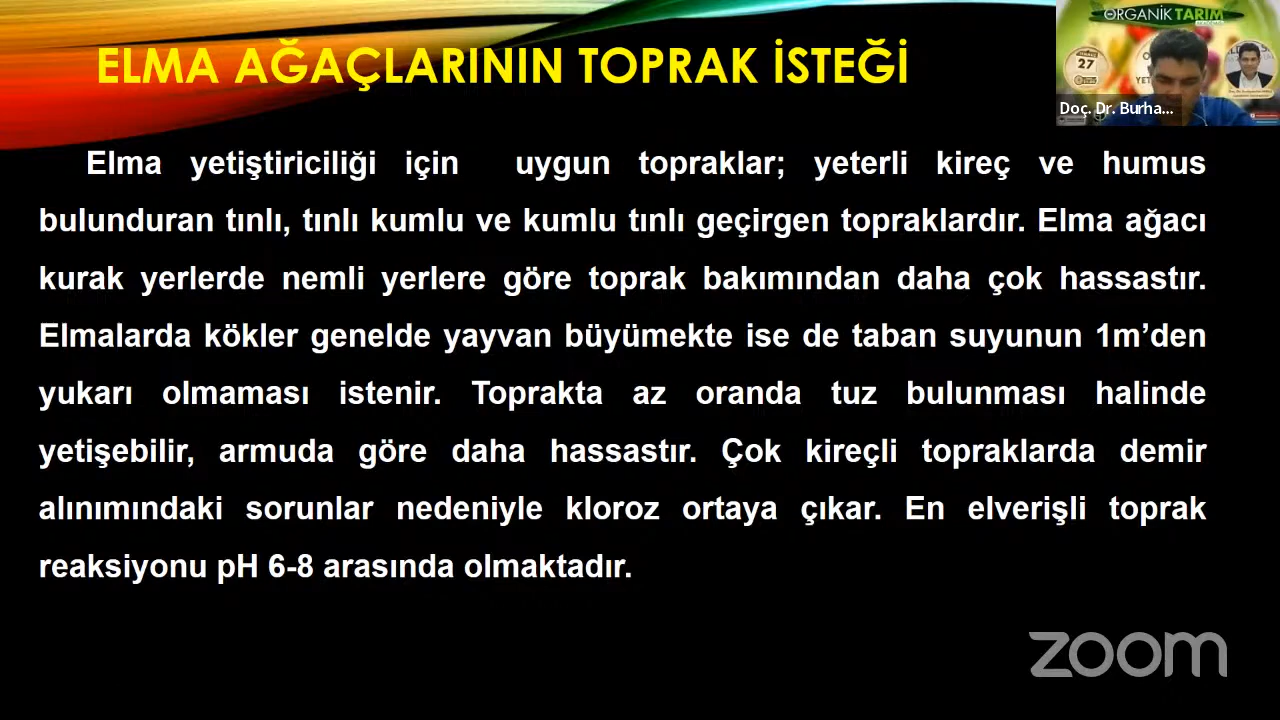 ELMA AĞAÇLARININ TOPRAK İSTEĞİ
ORGANİK TARIM
27
Doç. Dr. Burha...
Elma yetiştiriciliği için uygun topraklar; yeterli kireç ve humus
bulunduran tınlı, tınlı kumlu ve kumlu tınlı geçirgen topraklardır. Elma ağacı
kurak yerlerde nemli yerlere göre toprak bakımından daha çok hassastır.
Elmalarda kökler genelde yayvan büyümekte ise de taban suyunun 1m’den
yukarı olmaması istenir. Toprakta az oranda tuz bulunması halinde
yetişebilir, armuda göre daha hassastır. Çok kireçli topraklarda demir
alınımındaki sorunlar nedeniyle kloroz ortaya çıkar. En elverişli toprak
reaksiyonu pH 6-8 arasında olmaktadır.
zoom